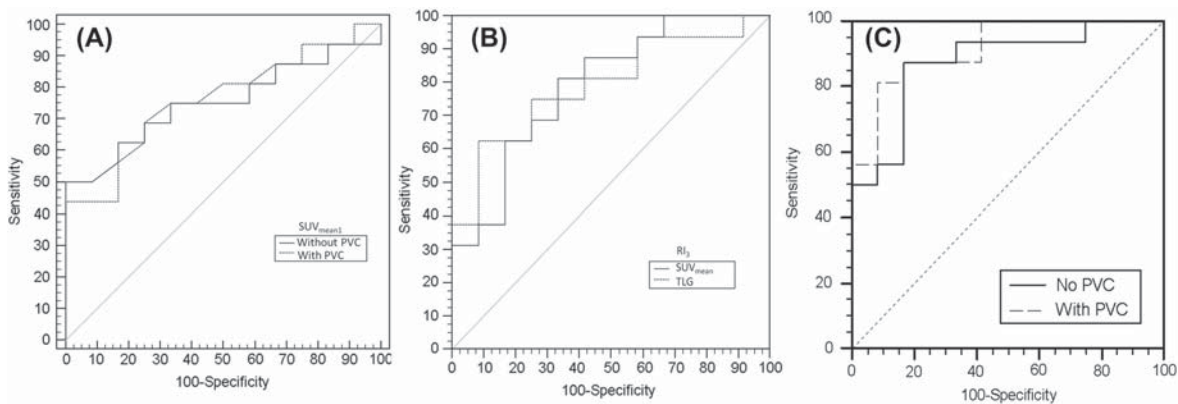 (A)
Sensitivity
100
90
80
70
60
50
40
30
20
10
0
SUVmean1
Without PVC
With PVC
0 10 20 30 40 50 60 70 80 90 100
100-Specificity
(B)
Sensitivity
100
90
80
70
60
50
40
30
20
10
0
RI3
SUVmean
TLG
0 10 20 30 40 50 60 70 80 90 100
100-Specificity
(C)
Sensitivity
100
80
60
40
20
0
No PVC
With PVC
0 20 40 60 80 100
100-Specificity